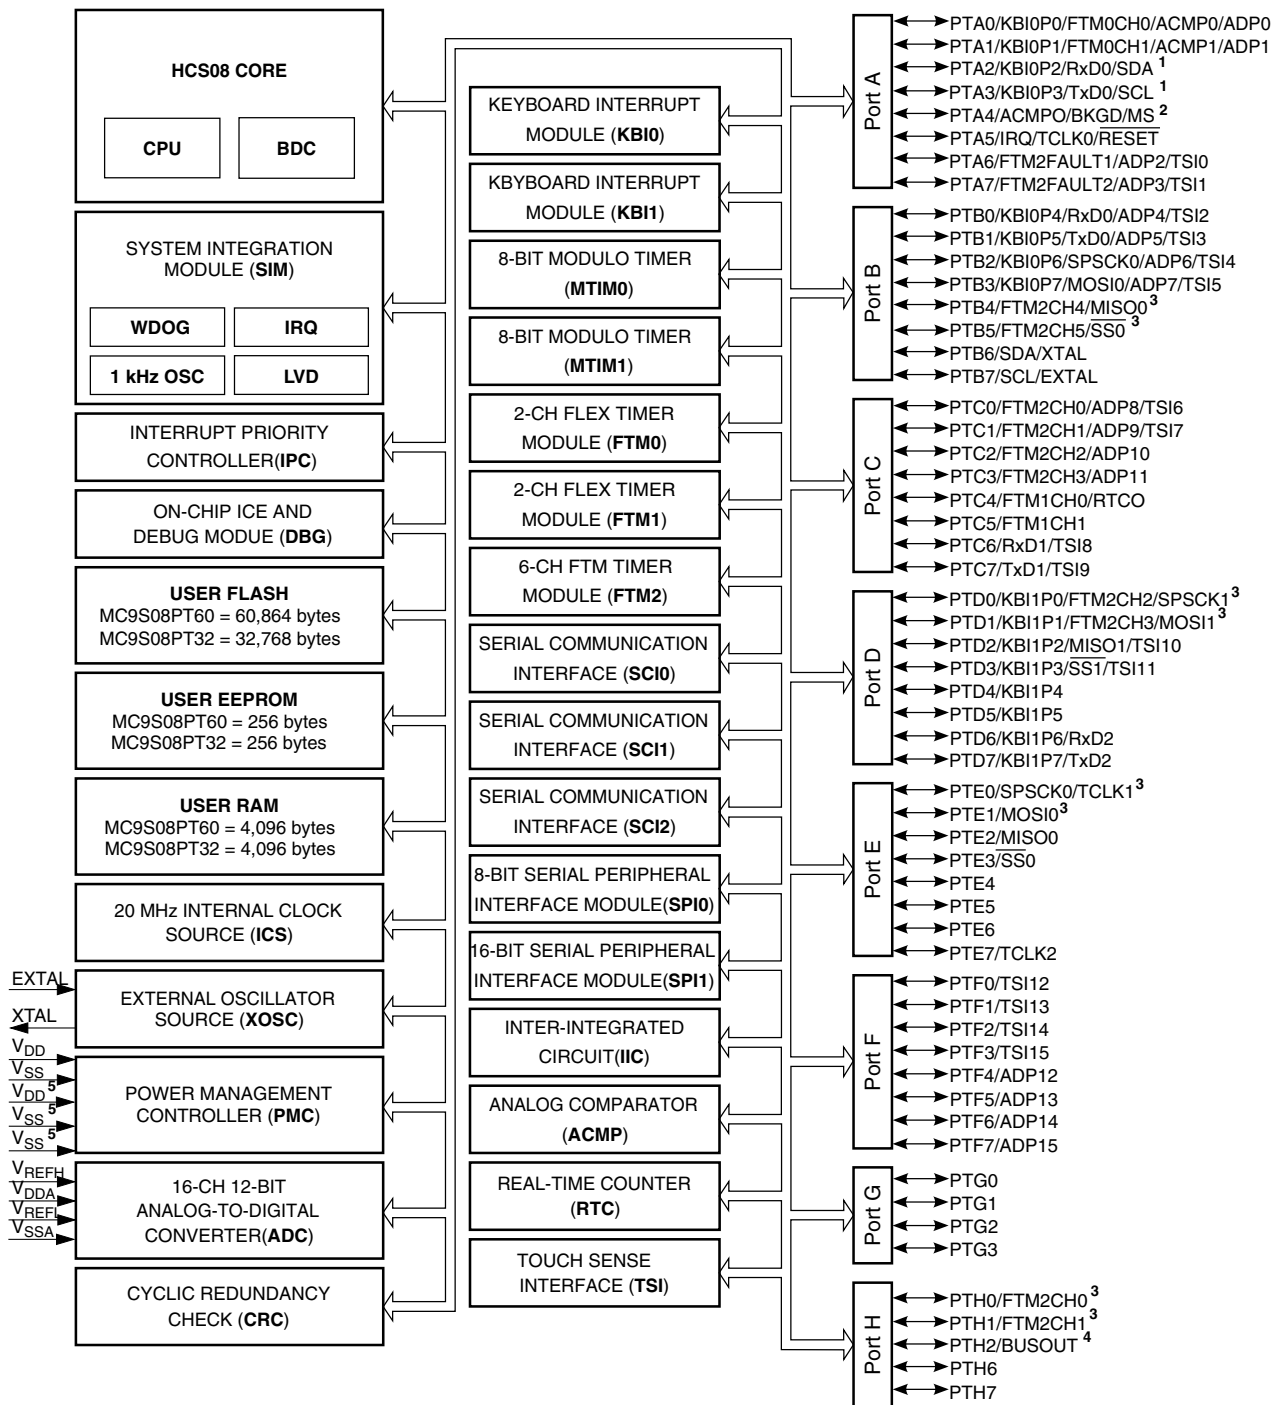 HCS08 CORE
CPU
BDC
SYSTEM INTEGRATION
MODULE (SIM)
WDOG
IRQ
1 kHz OSC
LVD
INTERRUPT PRIORITY
CONTROLLER(IPC)
ON-CHIP ICE AND
DEBUG MODUE (DBG)
USER FLASH
MC9S08PT60 = 60,864 bytes
MC9S08PT32 = 32,768 bytes
USER EEPROM
MC9S08PT60 = 256 bytes
MC9S08PT32 = 256 bytes
USER RAM
MC9S08PT60 = 4,096 bytes
MC9S08PT32 = 4,096 bytes
20 MHz INTERNAL CLOCK
SOURCE (ICS)
EXTAL
XTAL
EXTERNAL OSCILLATOR
SOURCE (XOSC)
VDD
VSS
VDD 5
VSS 5
VSS 5
POWER MANAGEMENT
CONTROLLER (PMC)
VREFH
VDDA
VREFL
VSSA
16-CH 12-BIT
ANALOG-TO-DIGITAL
CONVERTER(ADC)
CYCLIC REDUNDANCY
CHECK (CRC)
KEYBOARD INTERRUPT
MODULE (KBI0)
KBYBOARD INTERRUPT
MODULE (KBI1)
8-BIT MODULO TIMER
(MTIM0)
8-BIT MODULO TIMER
(MTIM1)
2-CH FLEX TIMER
MODULE (FTM0)
2-CH FLEX TIMER
MODULE (FTM1)
6-CH FTM TIMER
MODULE (FTM2)
SERIAL COMMUNICATION
INTERFACE (SCI0)
SERIAL COMMUNICATION
INTERFACE (SCI1)
SERIAL COMMUNICATION
INTERFACE (SCI2)
8-BIT SERIAL PERIPHERAL
INTERFACE MODULE(SPI0)
16-BIT SERIAL PERIPHERAL
INTERFACE MODULE(SPI1)
INTER-INTEGRATED
CIRCUIT(IIC)
ANALOG COMPARATOR
(ACMP)
REAL-TIME COUNTER
(RTC)
TOUCH SENSE
INTERFACE (TSI)
Port A
PTA0/KBI0P0/FTM0CH0/ACMP0/ADP0
PTA1/KBI0P1/FTM0CH1/ACMP1/ADP1
PTA2/KBI0P2/RxD0/SDA 1
PTA3/KBI0P3/TxD0/SCL 1
PTA4/ACMPO/BKGD/MS 2
PTA5/IRQ/TCLK0/RESET
PTA6/FTM2FAULT1/ADP2/TSI0
PTA7/FTM2FAULT2/ADP3/TSI1
Port B
PTB0/KBI0P4/RxD0/ADP4/TSI2
PTB1/KBI0P5/TxD0/ADP5/TSI3
PTB2/KBI0P6/SPSCK0/ADP6/TSI4
PTB3/KBI0P7/MOSI0/ADP7/TSI5
PTB4/FTM2CH4/MISO0 3
PTB5/FTM2CH5/SS0 3
PTB6/SDA/XTAL
PTB7/SCL/EXTAL
Port C
PTC0/FTM2CH0/ADP8/TSI6
PTC1/FTM2CH1/ADP9/TSI7
PTC2/FTM2CH2/ADP10
PTC3/FTM2CH3/ADP11
PTC4/FTM1CH0/RTCO
PTC5/FTM1CH1
PTC6/RxD1/TSI8
PTC7/TxD1/TSI9
Port D
PTD0/KBI1P0/FTM2CH2/SPSCK1 3
PTD1/KBI1P1/FTM2CH3/MOSI1 3
PTD2/KBI1P2/MISO1/TSI10
PTD3/KBI1P3/SS1/TSI11
PTD4/KBI1P4
PTD5/KBI1P5
PTD6/KBI1P6/RxD2
PTD7/KBI1P7/TxD2
Port E
PTE0/SPSCK0/TCLK1 3
PTE1/MOSI0 3
PTE2/MISO0
PTE3/SS0
PTE4
PTE5
PTE6
PTE7/TCLK2
Port F
PTF0/TSI12
PTF1/TSI13
PTF2/TSI14
PTF3/TSI15
PTF4/ADP12
PTF5/ADP13
PTF6/ADP14
PTF7/ADP15
Port G
PTG0
PTG1
PTG2
PTG3
Port H
PTH0/FTM2CH0 3
PTH1/FTM2CH1 3
PTH2/BUSOUT 4
PTH6
PTH7